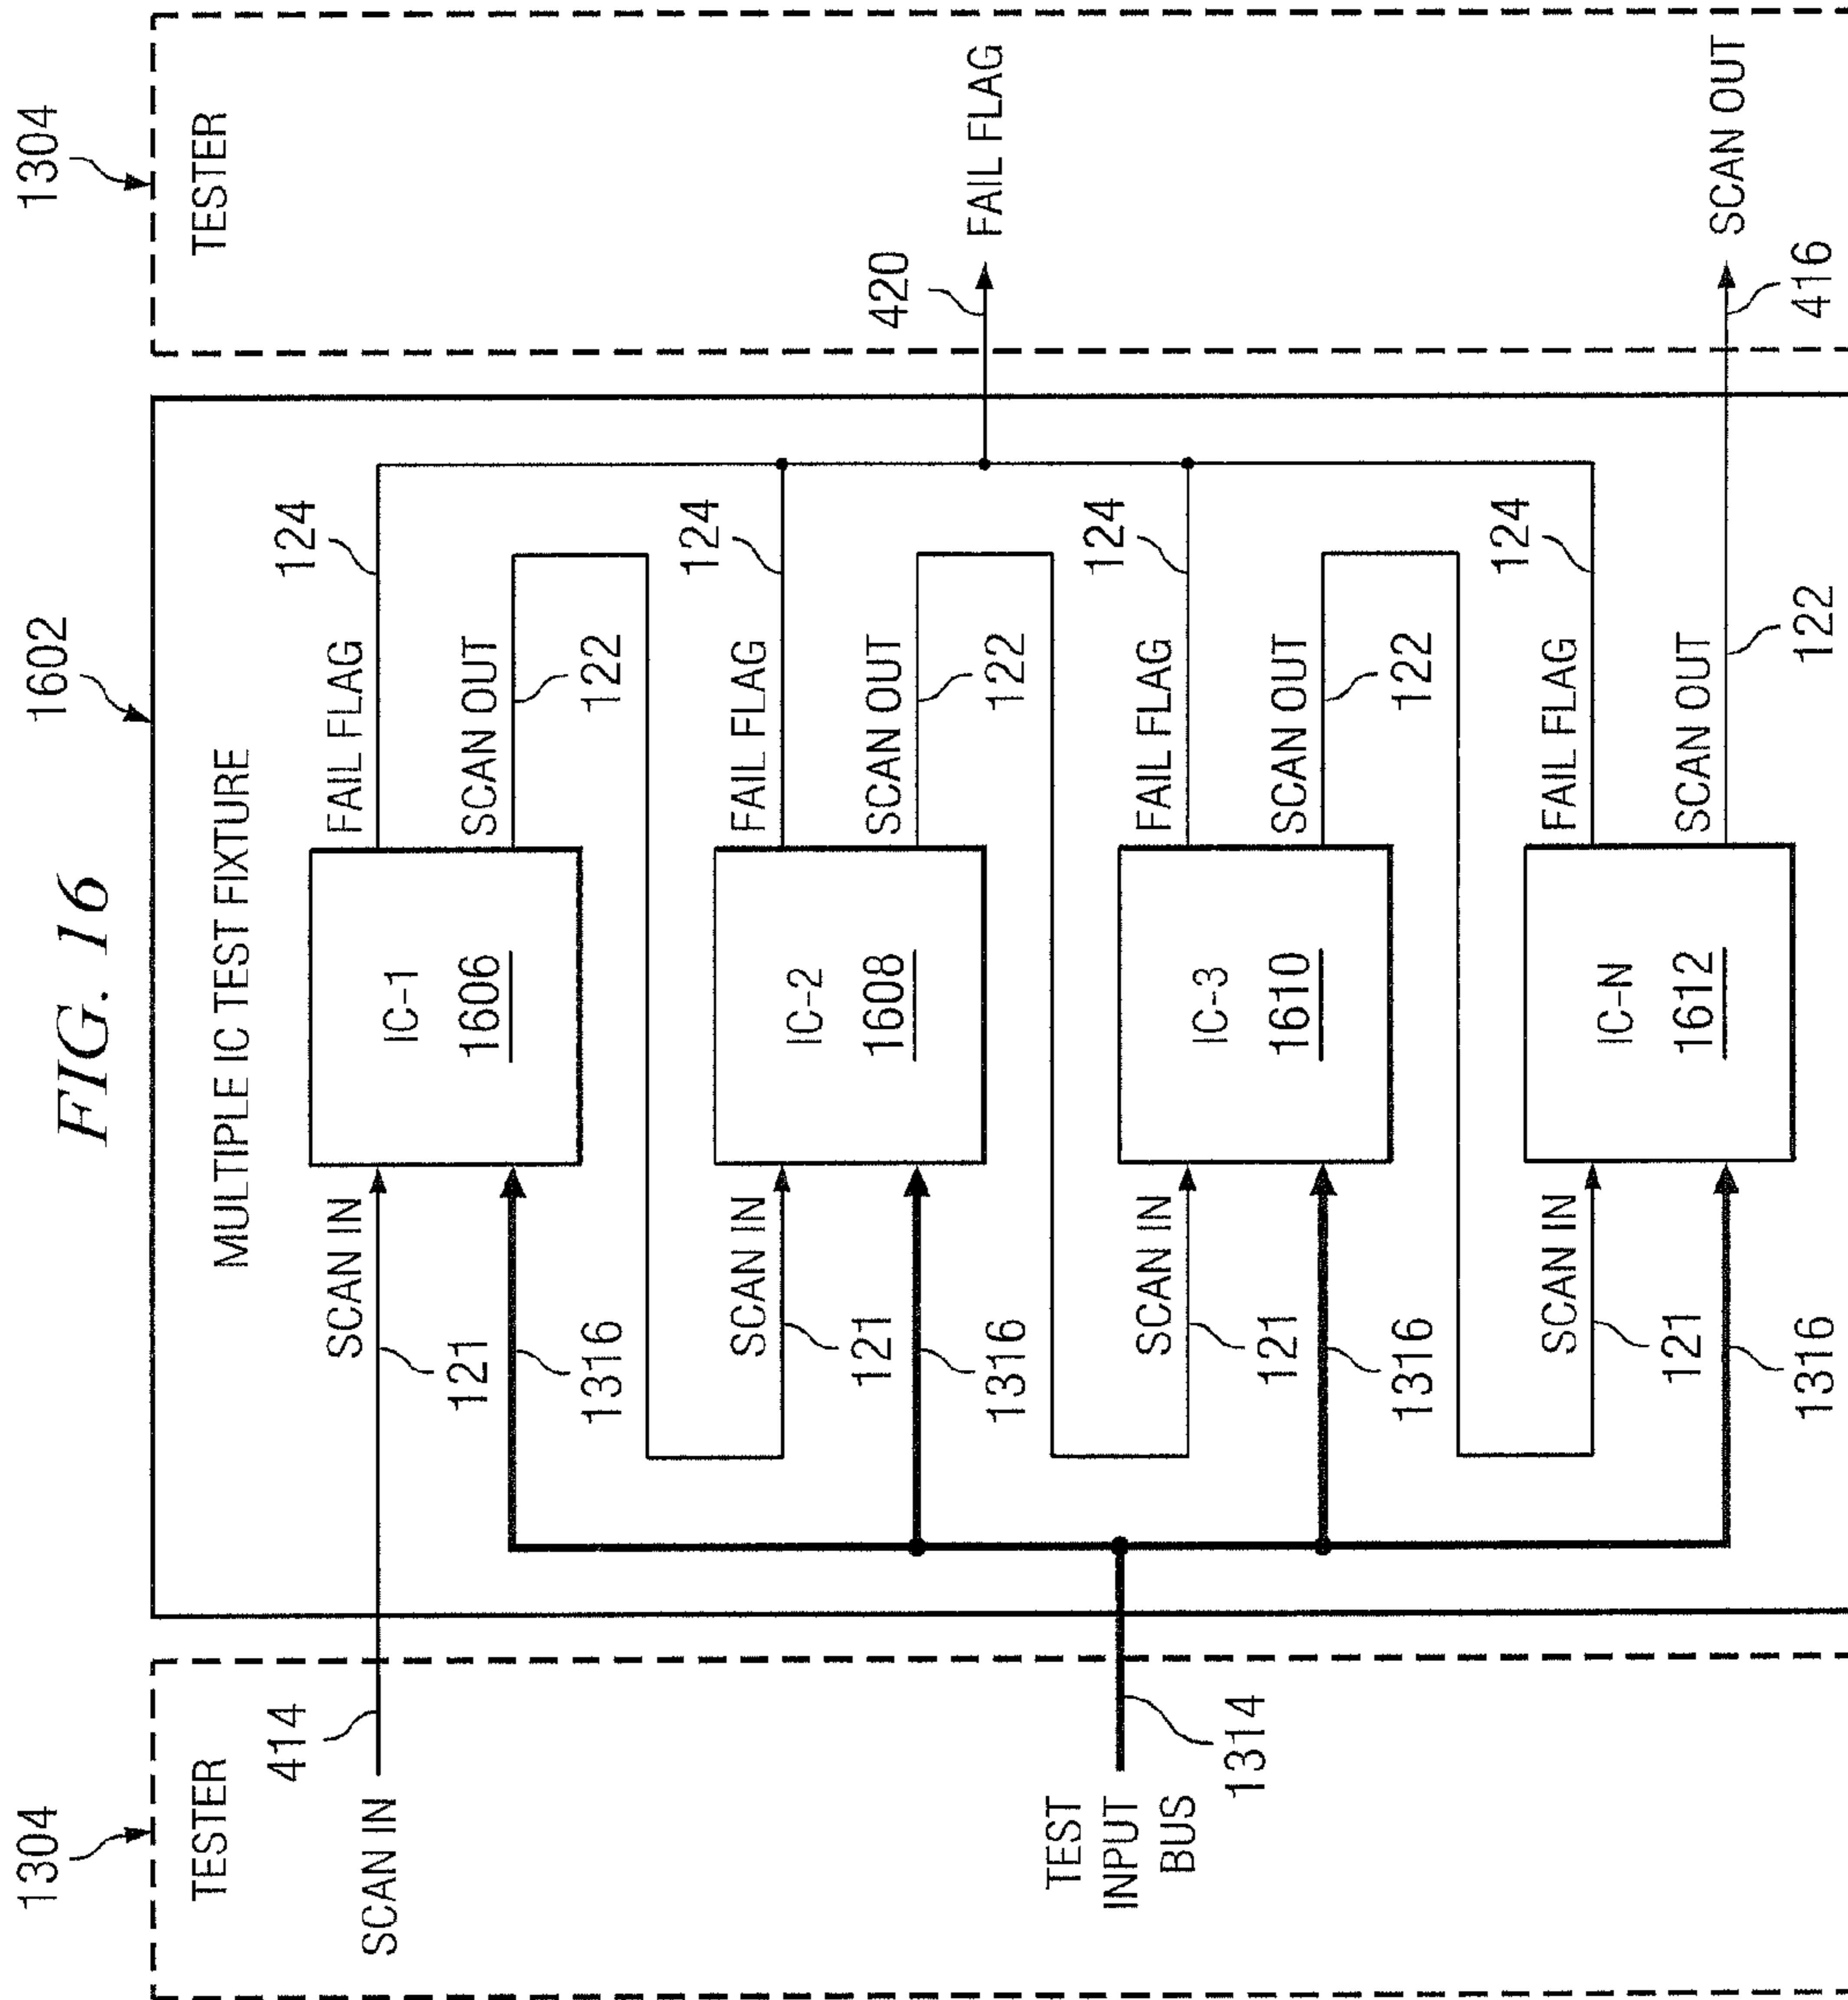 FIG. 16
1304
1602
1304
TESTER
MULTIPLE IC TEST FIXTURE
TESTER
SCAN IN
414
SCAN IN
121
IC-1
1606
FAIL FLAG
124
SCAN OUT
122
1316
SCAN IN
121
IC-2
1608
FAIL FLAG
124
SCAN OUT
122
1316
420
FAIL FLAG
TEST
INPUT
BUS
1314
SCAN IN
121
IC-3
1610
FAIL FLAG
124
SCAN OUT
122
1316
SCAN IN
121
IC-N
1612
FAIL FLAG
124
SCAN OUT
122
1316
416
SCAN OUT